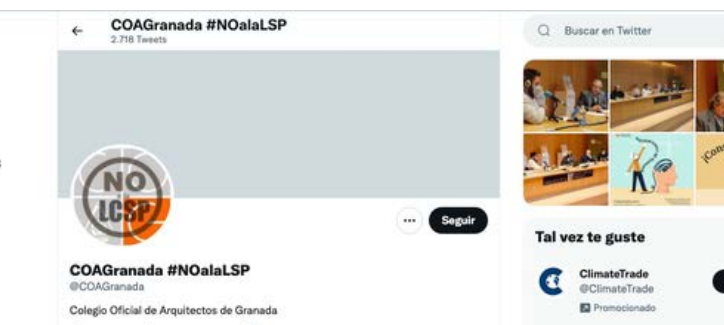 COAGranada #NOalaLSP
2.718 Tweets
Buscar en Twitter
NO
LCSP
Seguir
COAGranada #NOalaLSP
@COAGranada
Colegio Oficial de Arquitectos de Granada
Tal vez te guste
ClimateTrade
@ClimateTrade
Promocionado